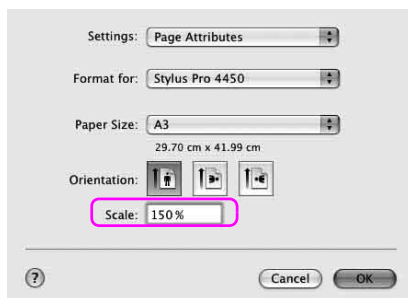 Settings: Page Attributes
Format for: Stylus Pro 4450
Paper Size: A3
29.70 cm x 41.99 cm
Orientation:
Scale: 150%
? Cancel OK